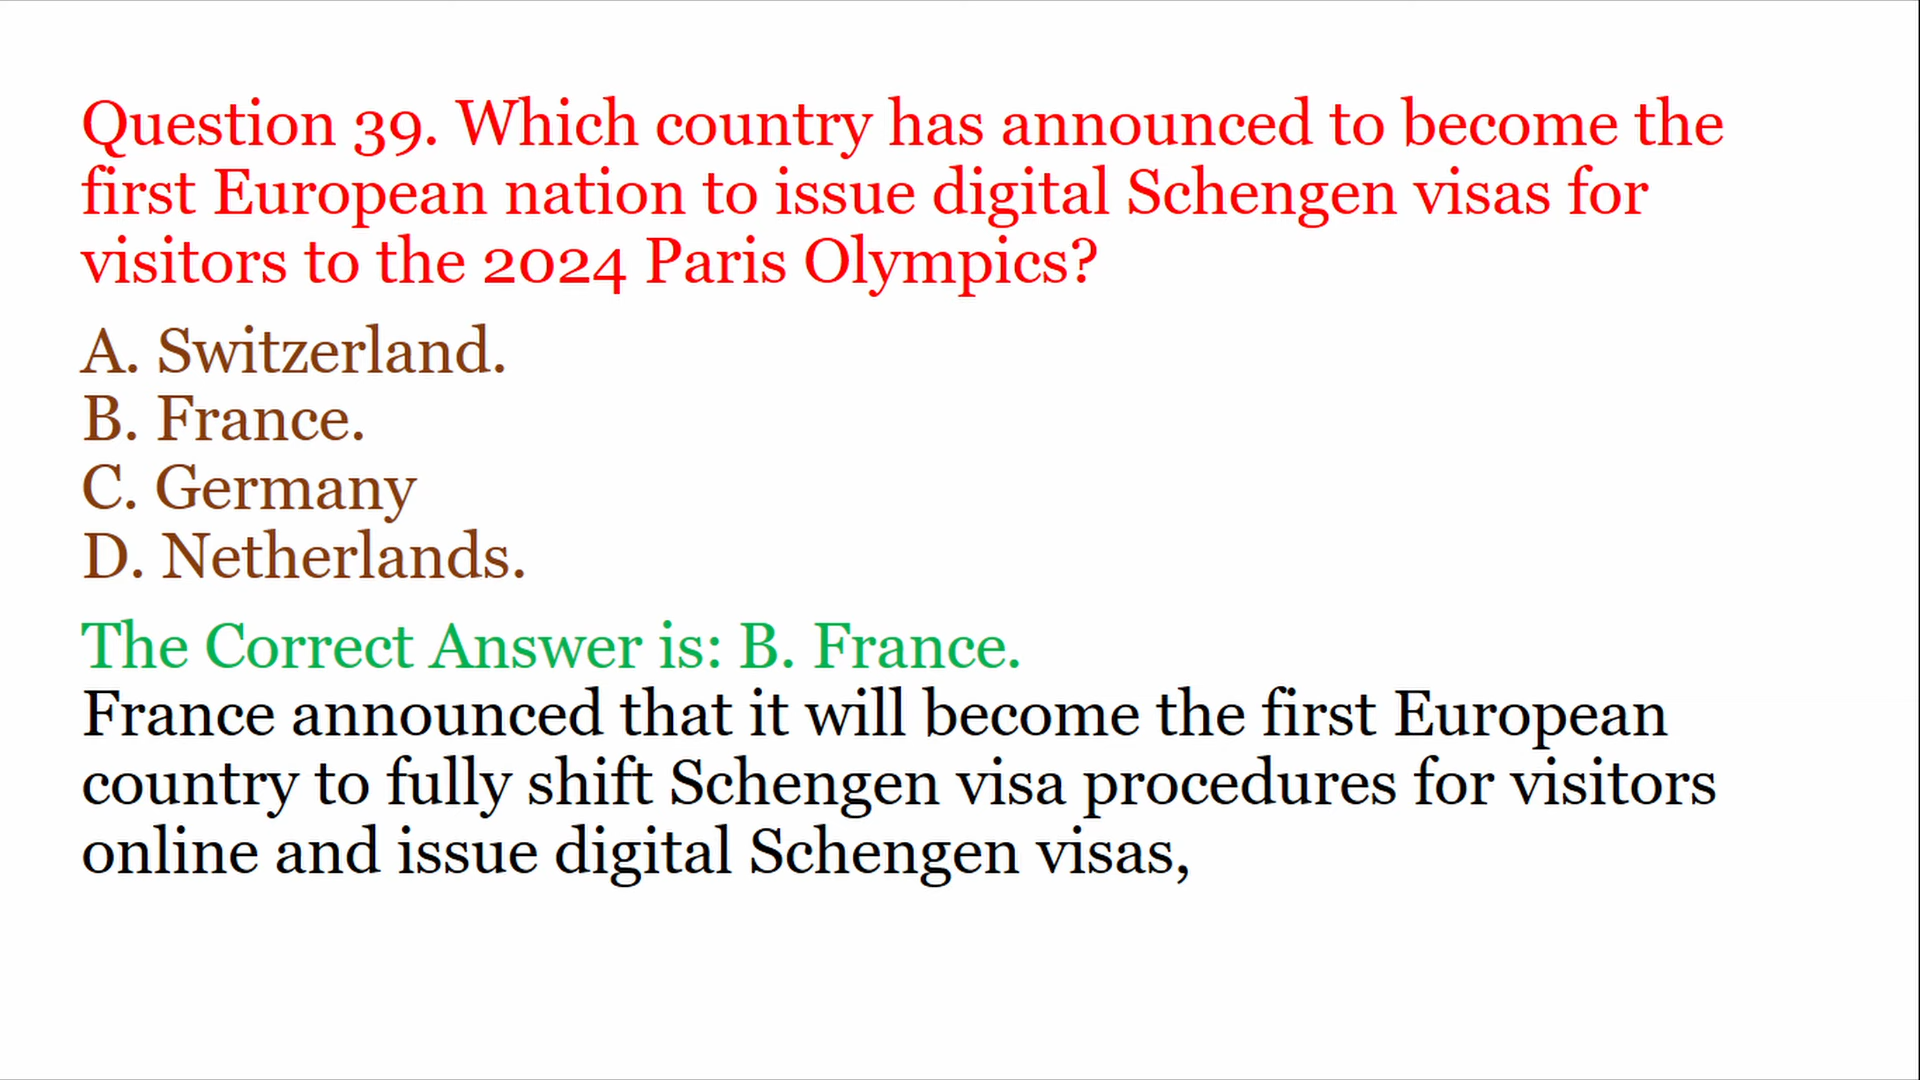 Question 39. Which country has announced to become the
first European nation to issue digital Schengen visas for
visitors to the 2024 Paris Olympics?
A. Switzerland.
B. France.
C. Germany
D. Netherlands.
The Correct Answer is: B. France.
France announced that it will become the first European
country to fully shift Schengen visa procedures for visitors
online and issue digital Schengen visas,